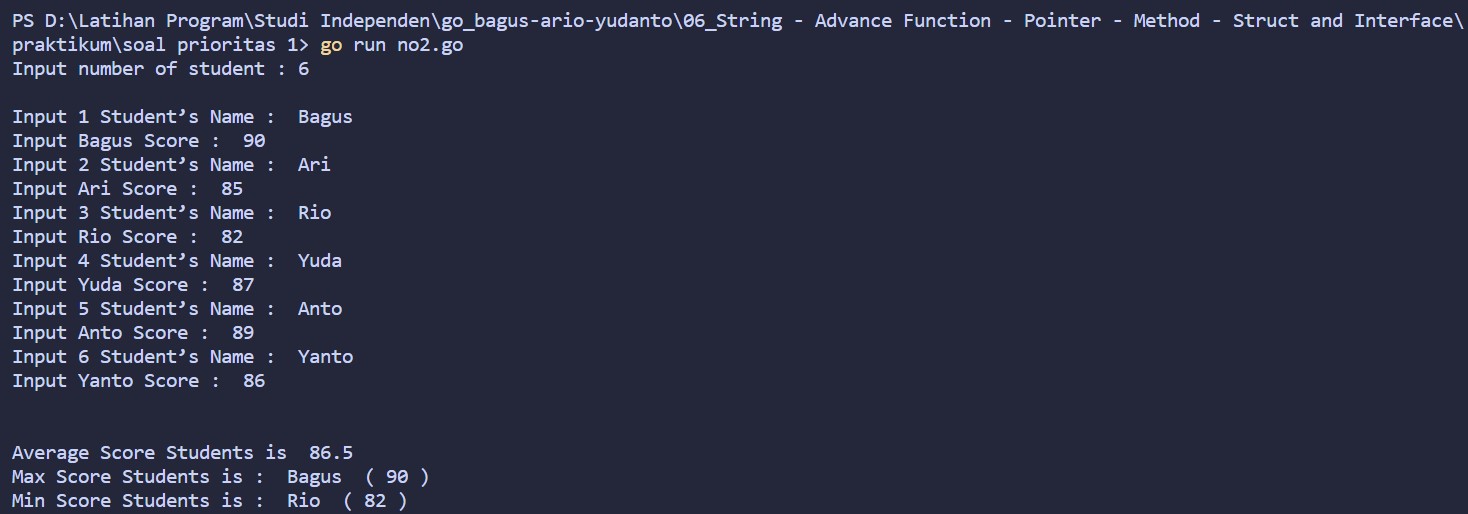 PS D:\Latihan Program\Studi Independen\go_bagus-ario-yudanto\06_String - Advance Function - Pointer - Method - Struct and Interface\
praktikum\soal prioritas 1> go run no2.go
Input number of student : 6
Input 1 Student’s Name :  Bagus
Input Bagus Score :  90
Input 2 Student’s Name :  Ari
Input Ari Score :  85
Input 3 Student’s Name :  Rio
Input Rio Score :  82
Input 4 Student’s Name :  Yuda
Input Yuda Score :  87
Input 5 Student’s Name :  Anto
Input Anto Score :  89
Input 6 Student’s Name :  Yanto
Input Yanto Score :  86
Average Score Students is  86.5
Max Score Students is :  Bagus  ( 90 )
Min Score Students is :  Rio  ( 82 )